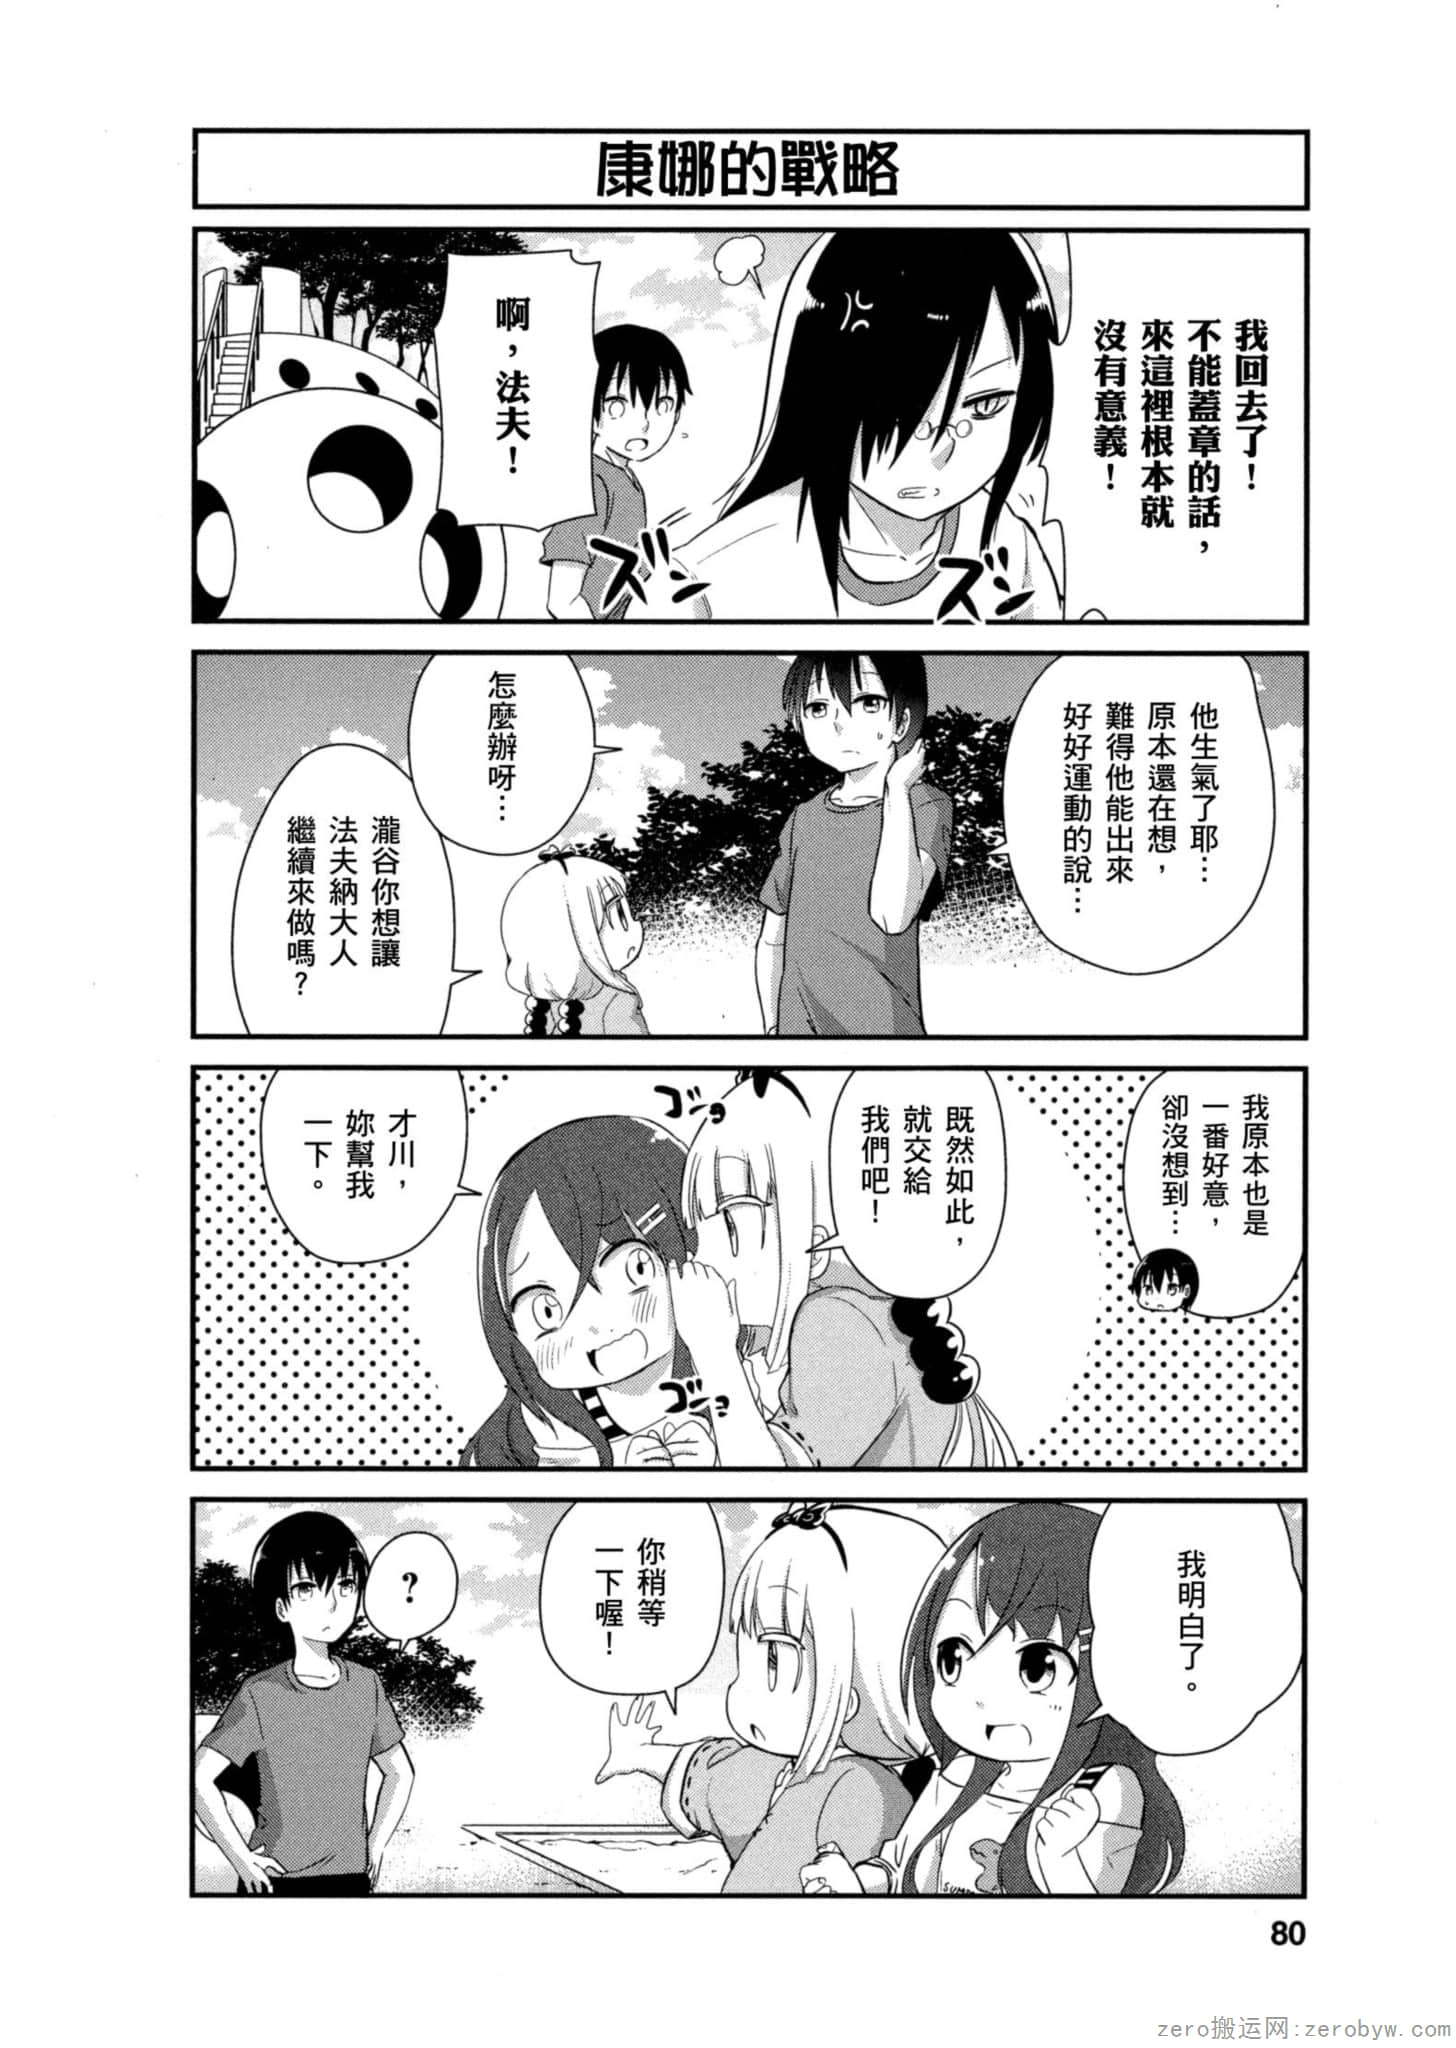 康娜的戰略
我回去了！
不能蓋章的話，
來這裡根本就
沒有意義！
啊，法夫！
ズン
ズン
他生氣了耶…
原本還在想，
難得他能出來
好好運動的說…
怎麼辦呀…
瀧谷你想讓
法夫納大人
繼續來做嗎？
我原本也是
一番好意，
卻沒想到…
既然如此，
就交給
我們吧！
才川，
妳幫我
一下。
ゴニョ
ゴニョ
我明白了。
你稍等
一下喔！
？
80
zero搬运网:zerobyw.com